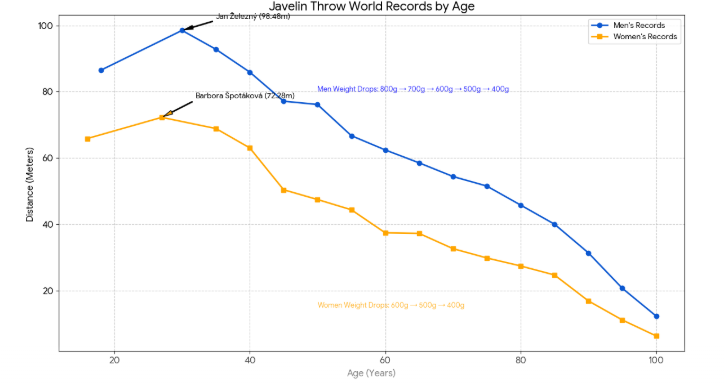 Javelin Throw World Records by Age
Jan Železný (98.48m)
Men's Records
Women's Records
Barbora Špotáková (72.28m)
Men Weight Drops: 800g → 700g → 600g → 500g → 400g
Women Weight Drops: 600g → 500g → 400g
Distance (Meters)
100
80
60
40
20
20
40
60
80
100
Age (Years)